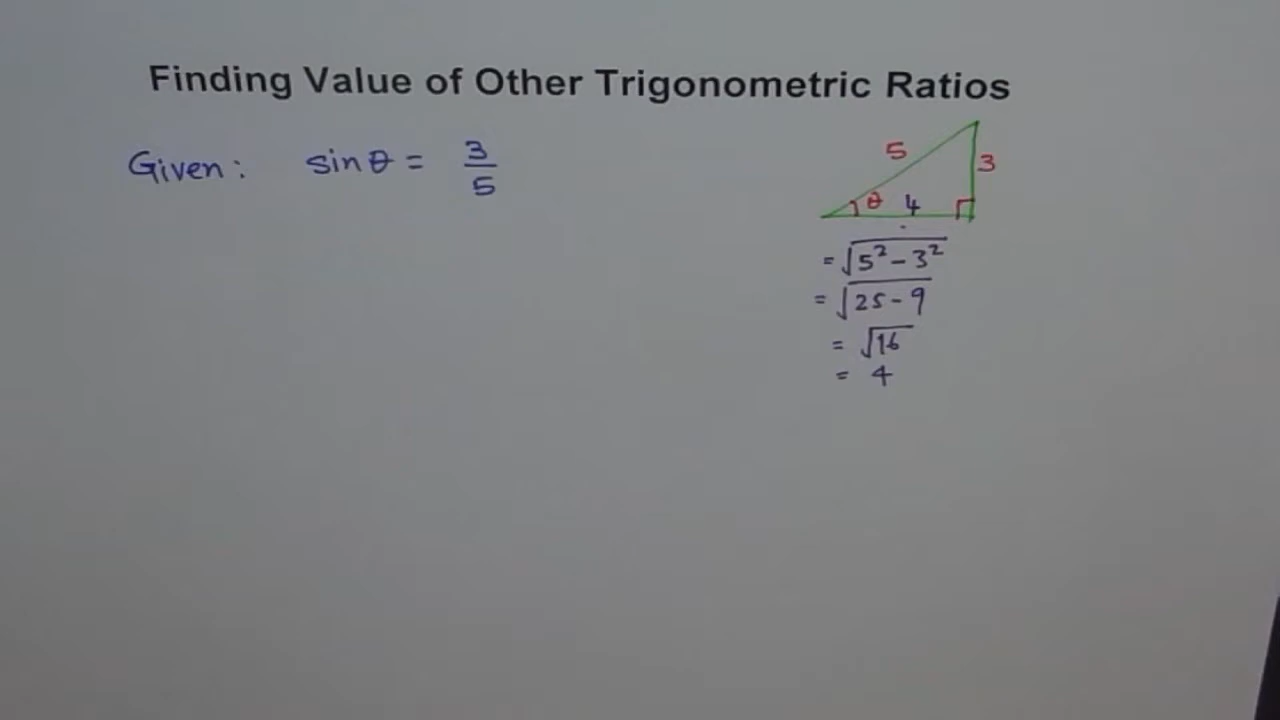 Finding Value of Other Trigonometric Ratios
Given: sin θ = 3/5
5
3
θ 4
= √5² − 3²
= √25 − 9
= √16
= 4